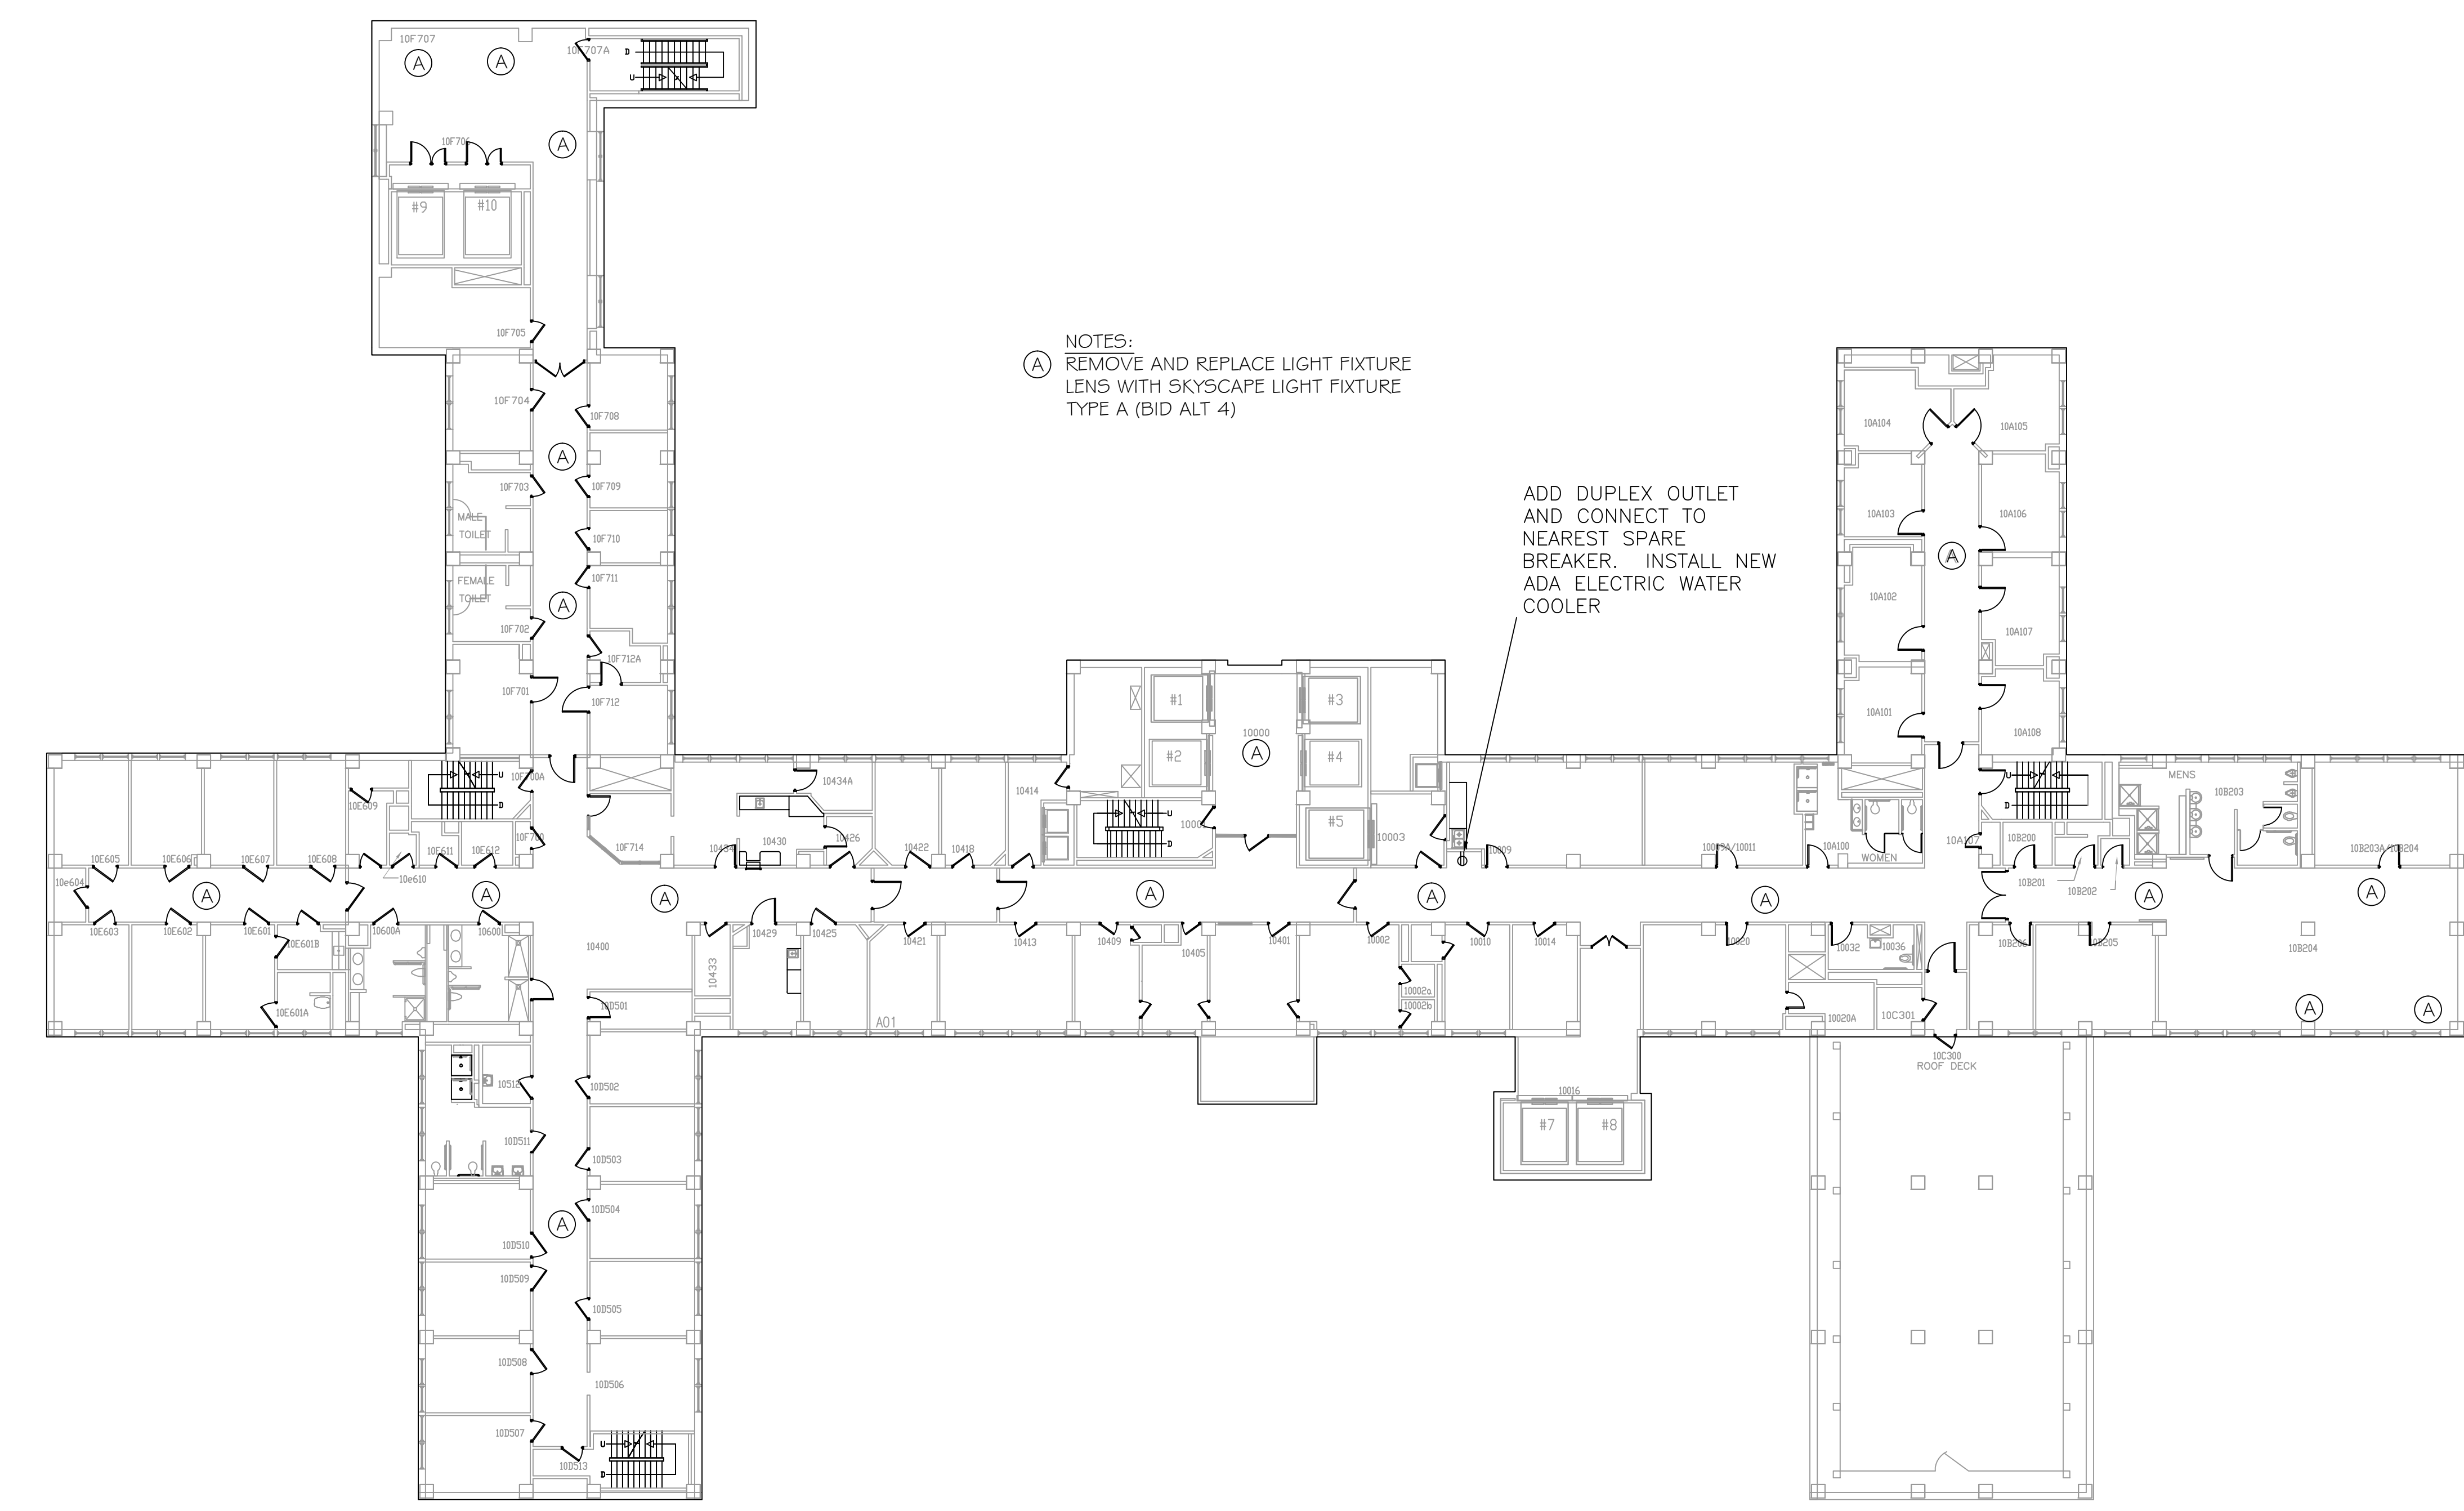 10F707
10F707A
D
U
A
A
A
10F706
#9
#10
10F705
NOTES:
A REMOVE AND REPLACE LIGHT FIXTURE
LENS WITH SKYSCAPE LIGHT FIXTURE
TYPE A (BID ALT 4)
10F704
10F708
A
10F703
10F709
MALE
TOILET
10F710
FEMALE
TOILET
10F711
A
10F702
10F712A
10F701
10F712
ADD DUPLEX OUTLET
AND CONNECT TO
NEAREST SPARE
BREAKER. INSTALL NEW
ADA ELECTRIC WATER
COOLER
10A104
10A105
10A103
10A106
A
10A102
10A107
10A101
10A108
#1
#2
10000
A
#3
#4
#5
10003
10F700A
U
D
10E609
10F700
10E605
10E606
10E607
10E608
10E611
10E612
10e610
10F714
10434A
10434
10430
10426
10422
10418
10414
U
D
10009
10A100
WOMEN
U
D
10A107
10B200
10B201
10B202
MENS
10B203
10B203A/10B204
10e604
A
A
A
A
A
A
A
A
10E603
10E602
10E601
10E601B
10600A
10600
10E601A
10400
10433
10429
10425
10421
10413
10409
10405
10401
10002
10002a
10002b
10010
10014
10020
10032
10036
10020A
10C301
10B206
10B205
10B204
A
A
A01
10D501
10C300
ROOF DECK
10016
#7
#8
10512
10D502
10D511
10D503
10D504
A
10D510
10D509
10D505
10D508
10D506
10D507
10D513
U
D